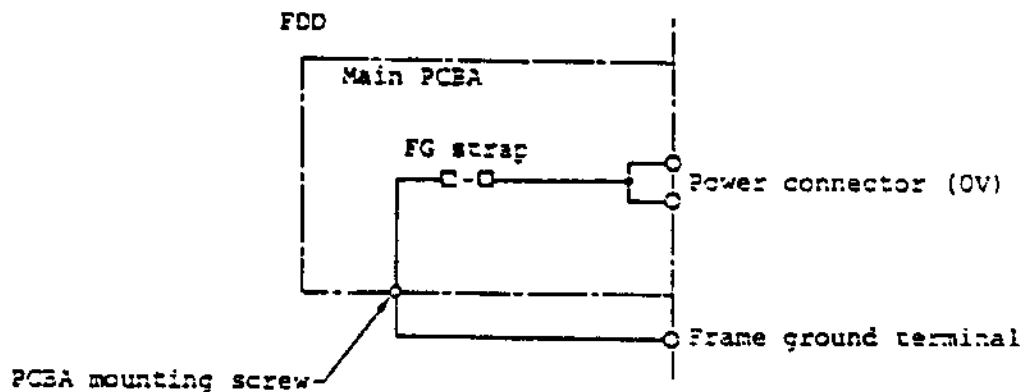 FDD
Main PCBA
FG strap
Power connector (0V)
Frame ground terminal
PCBA mounting screw